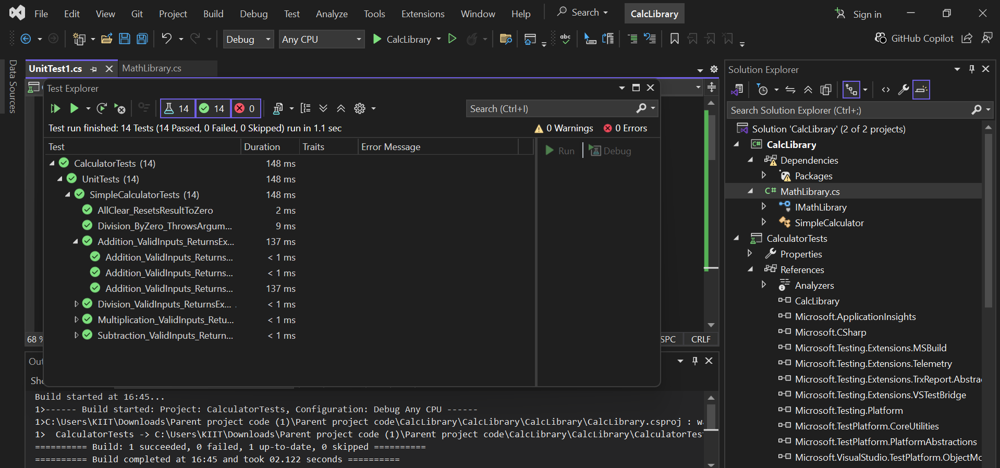 File Edit View Git Project Build Debug Test Analyze Tools Extensions Window Help Search CalcLibrary Sign in
Debug Any CPU CalcLibrary abc GitHub Copilot
Data Sources
UnitTest1.cs MathLibrary.cs
Test Explorer
14 14 0 Search (Ctrl+I)
Test run finished: 14 Tests (14 Passed, 0 Failed, 0 Skipped) run in 1.1 sec 0 Warnings 0 Errors
Test Duration Traits Error Message Run Debug
CalculatorTests (14) 148 ms
UnitTests (14) 148 ms
SimpleCalculatorTests (14) 148 ms
AllClear_ResetsResultToZero 2 ms
Division_ByZero_ThrowsArgum... 9 ms
Addition_ValidInputs_ReturnsEx... 137 ms
Addition_ValidInputs_Returns... < 1 ms
Addition_ValidInputs_Returns... < 1 ms
Addition_ValidInputs_Returns... 137 ms
Division_ValidInputs_ReturnsEx... < 1 ms
Multiplication_ValidInputs_Retu... < 1 ms
Subtraction_ValidInputs_Return... < 1 ms
68 % SPC CRLF
Build started at 16:45...
1>------ Build started: Project: CalculatorTests, Configuration: Debug Any CPU ------
1>C:\Users\KIIT\Downloads\Parent project code (1)\Parent project code\CalcLibrary\CalcLibrary\CalcLibrary\CalcLibrary.csproj :
1> CalculatorTests -> C:\Users\KIIT\Downloads\Parent project code (1)\Parent project code\CalcLibrary\CalcLibrary\CalculatorTes
========== Build: 1 succeeded, 0 failed, 1 up-to-date, 0 skipped ==========
========== Build completed at 16:45 and took 02.122 seconds ==========
Solution Explorer
Search Solution Explorer (Ctrl+;)
Solution 'CalcLibrary' (2 of 2 projects)
C# CalcLibrary
Dependencies
Packages
C# MathLibrary.cs
IMathLibrary
SimpleCalculator
CalculatorTests
Properties
References
Analyzers
CalcLibrary
Microsoft.ApplicationInsights
Microsoft.CSharp
Microsoft.Testing.Extensions.MSBuild
Microsoft.Testing.Extensions.Telemetry
Microsoft.Testing.Extensions.TrxReport.Abstra
Microsoft.Testing.Extensions.VSTestBridge
Microsoft.Testing.Platform
Microsoft.TestPlatform.CoreUtilities
Microsoft.TestPlatform.PlatformAbstractions
Microsoft.VisualStudio.TestPlatform.ObjectMo